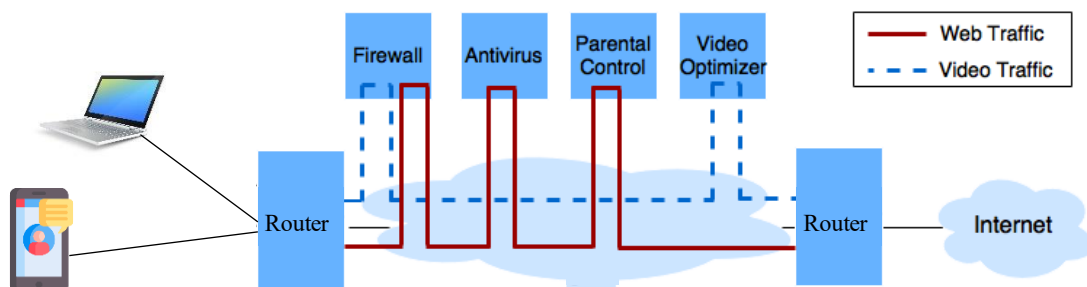 Firewall
Antivirus
Parental
Control
Video
Optimizer
Web Traffic
Video Traffic
Router
Router
Internet